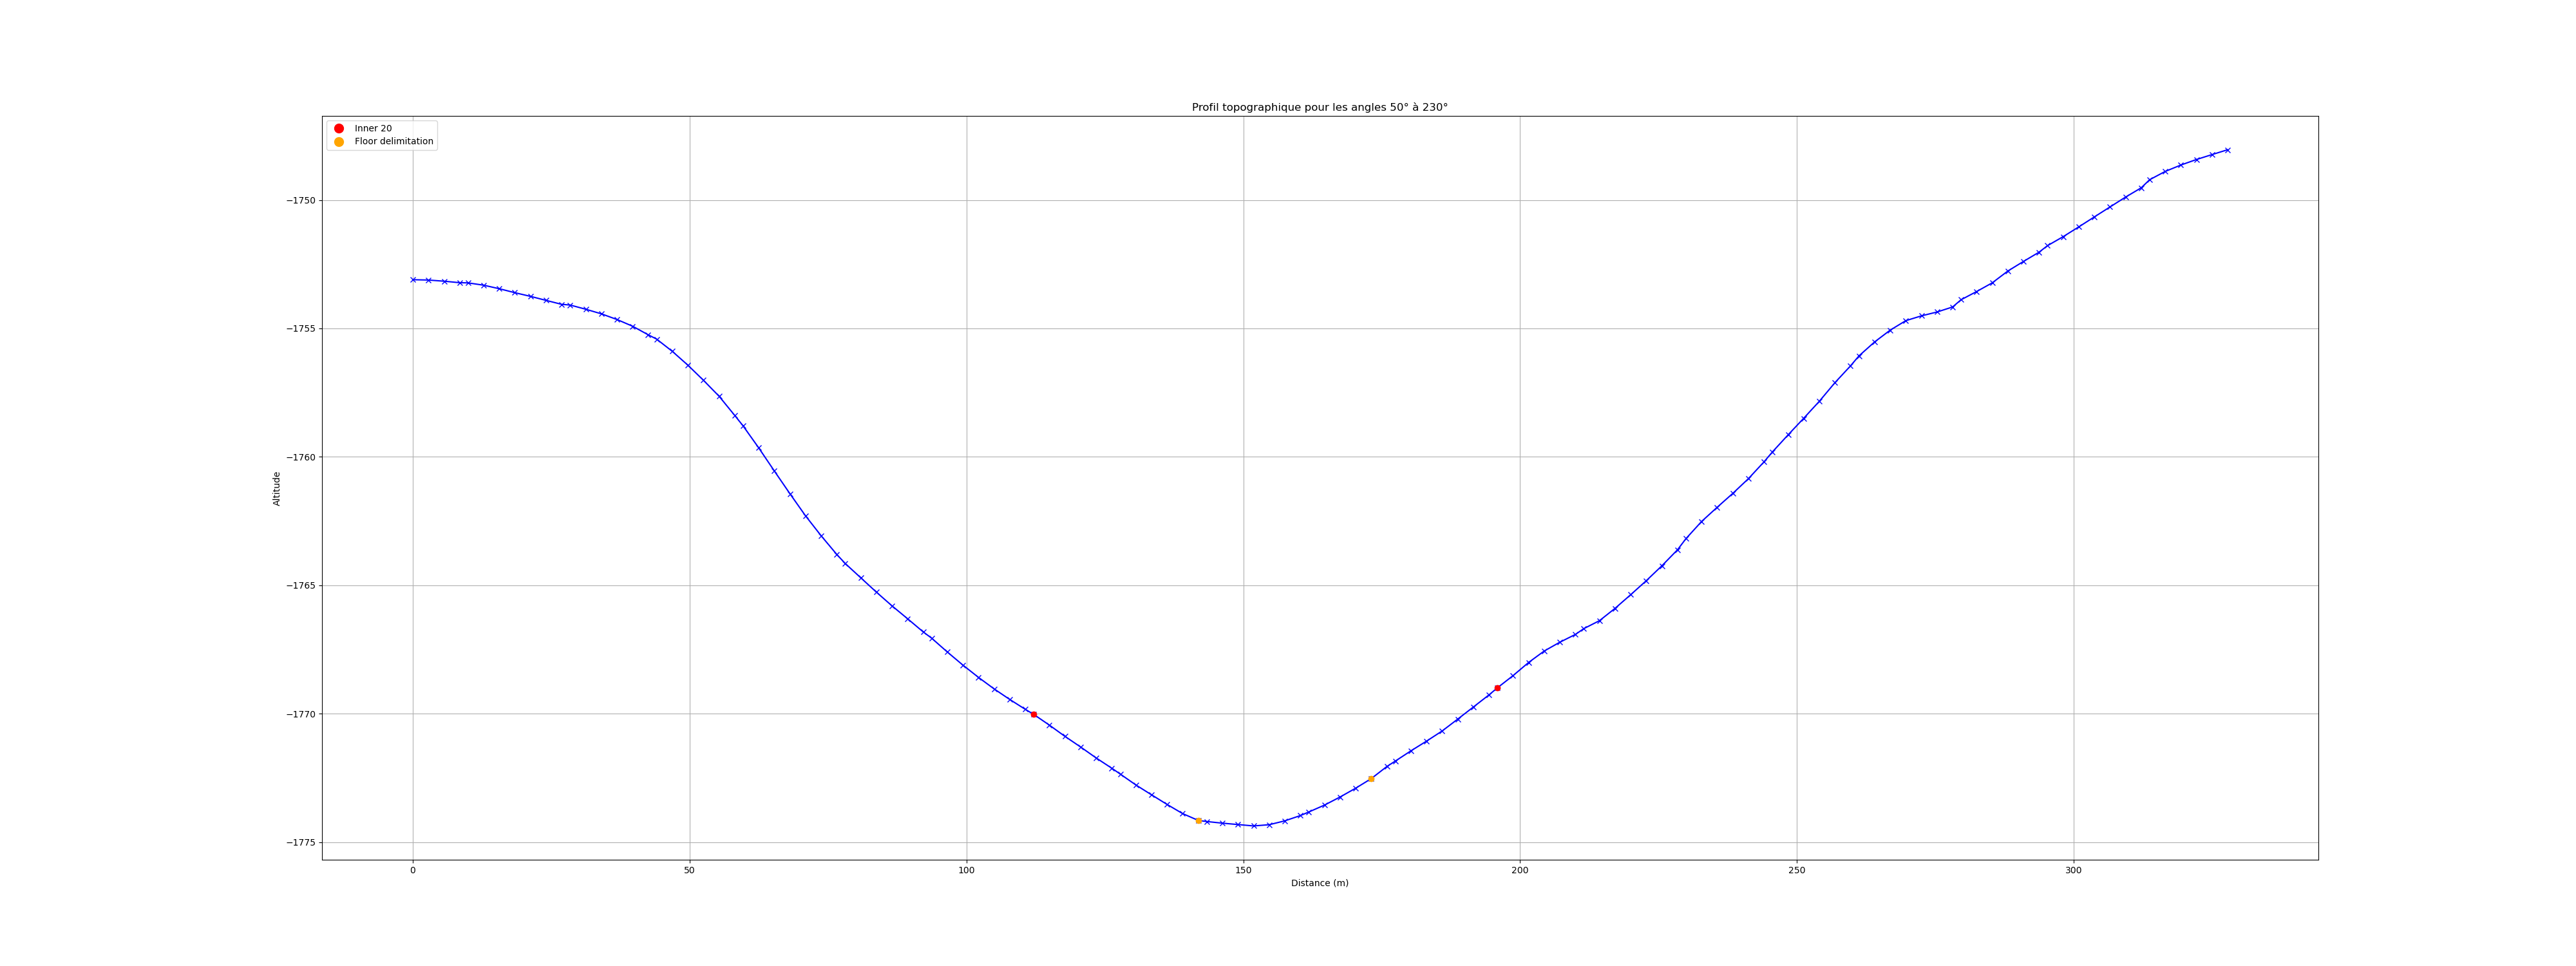 Profil topographique pour les angles 50° à 230°
Inner 20
Floor delimitation
−1750
−1755
−1760
−1765
−1770
−1775
Altitude
0
50
100
150
200
250
300
Distance (m)